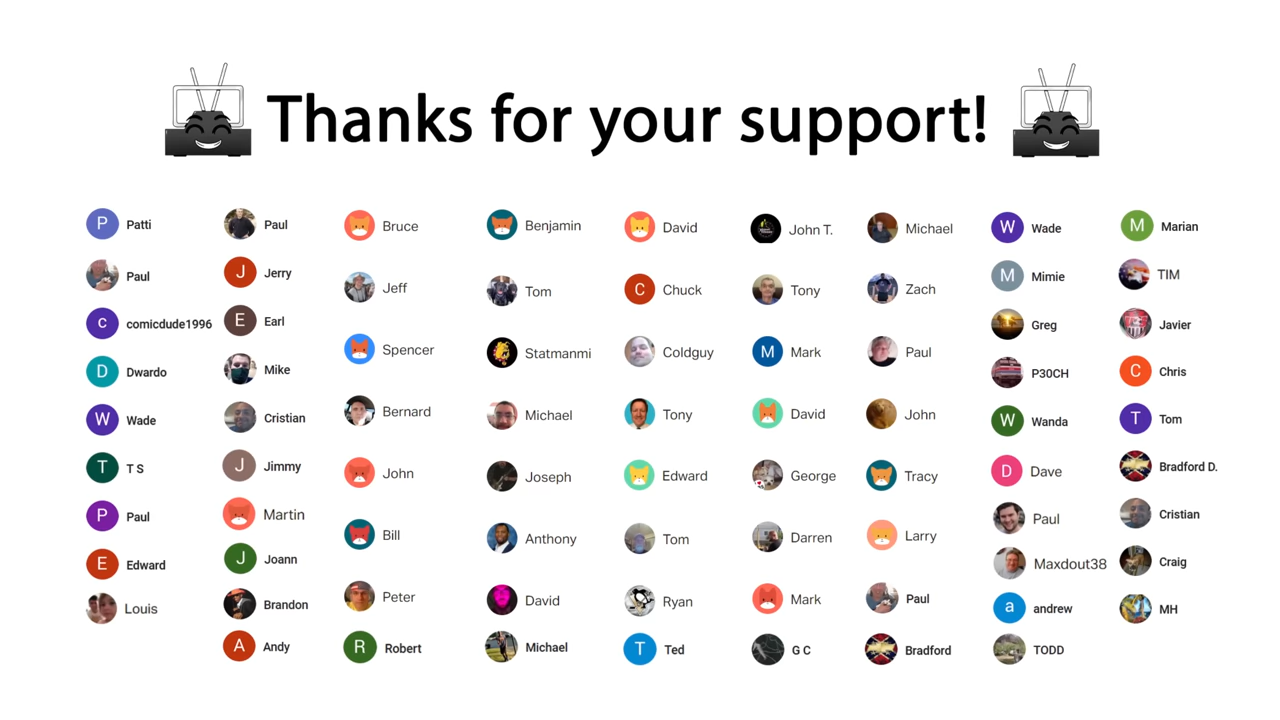 Thanks for your support!
P Patti
Paul
c comicdude1996
D Dwardo
W Wade
T T S
P Paul
E Edward
Louis
Paul
J Jerry
E Earl
Mike
Cristian
J Jimmy
Martin
J Joann
Brandon
A Andy
Bruce
Jeff
Spencer
Bernard
John
Bill
Peter
R Robert
Benjamin
Tom
Statmanmi
Michael
Joseph
Anthony
David
Michael
David
C Chuck
Coldguy
Tony
Edward
Tom
Ryan
T Ted
John T.
Tony
M Mark
David
George
Darren
Mark
G C
Michael
Zach
Paul
John
Tracy
Larry
Paul
Bradford
W Wade
M Mimie
Greg
P30CH
W Wanda
D Dave
Paul
Maxdout38
a andrew
TODD
M Marian
TIM
Javier
C Chris
T Tom
Bradford D.
Cristian
Craig
MH